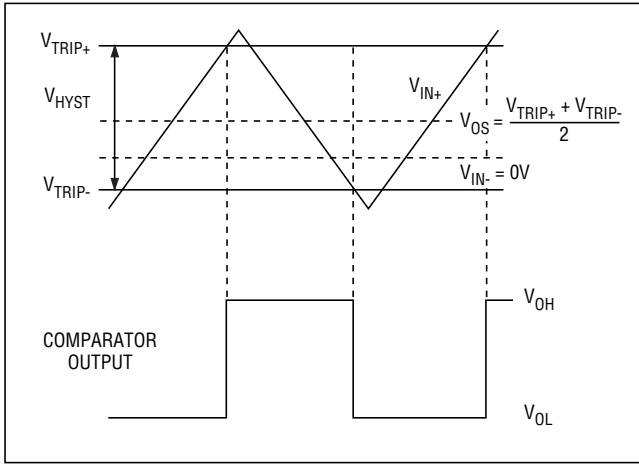 V_TRIP+
V_HYST
V_IN+
V_OS = (V_TRIP+ + V_TRIP-) / 2
V_IN- = 0V
V_TRIP-
V_OH
COMPARATOR
OUTPUT
V_OL